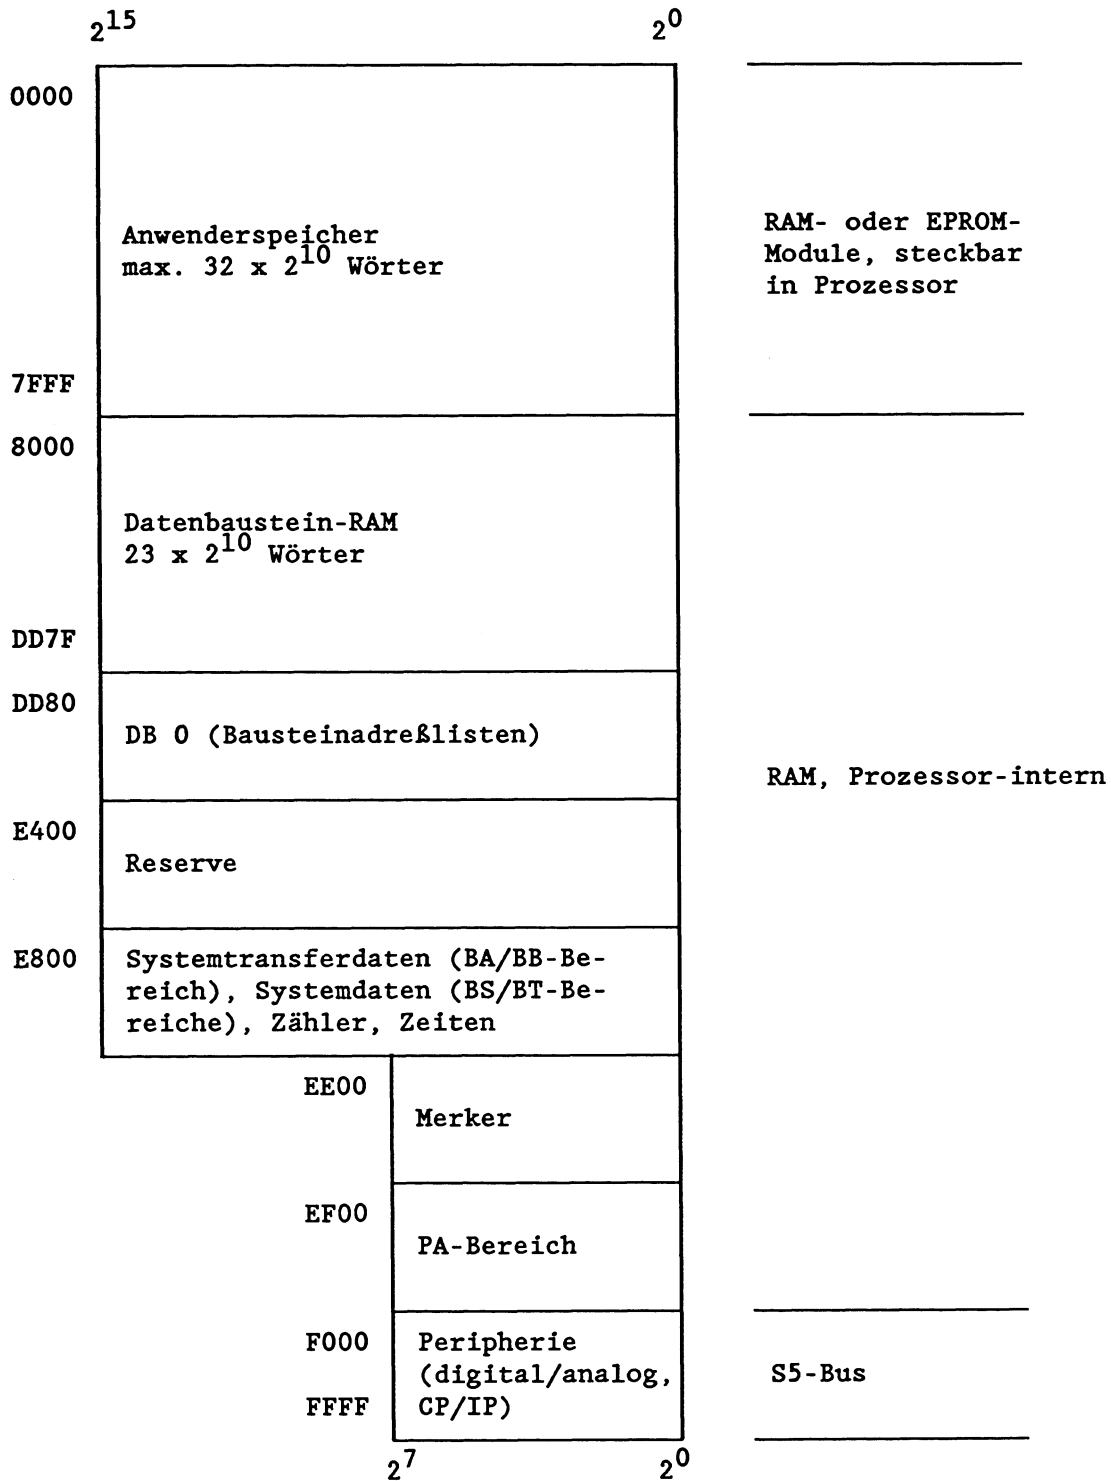 2^15 2^0
0000
Anwenderspeicher
max. 32 x 2^10 Wörter
RAM- oder EPROM-
Module, steckbar
in Prozessor
7FFF
8000
Datenbaustein-RAM
23 x 2^10 Wörter
DD7F
DD80
DB 0 (Bausteinadreßlisten)
RAM, Prozessor-intern
E400
Reserve
E800
Systemtransferdaten (BA/BB-Be-
reich), Systemdaten (BS/BT-Be-
reiche), Zähler, Zeiten
EE00
Merker
EF00
PA-Bereich
F000
Peripherie
(digital/analog,
CP/IP)
FFFF
S5-Bus
2^7 2^0